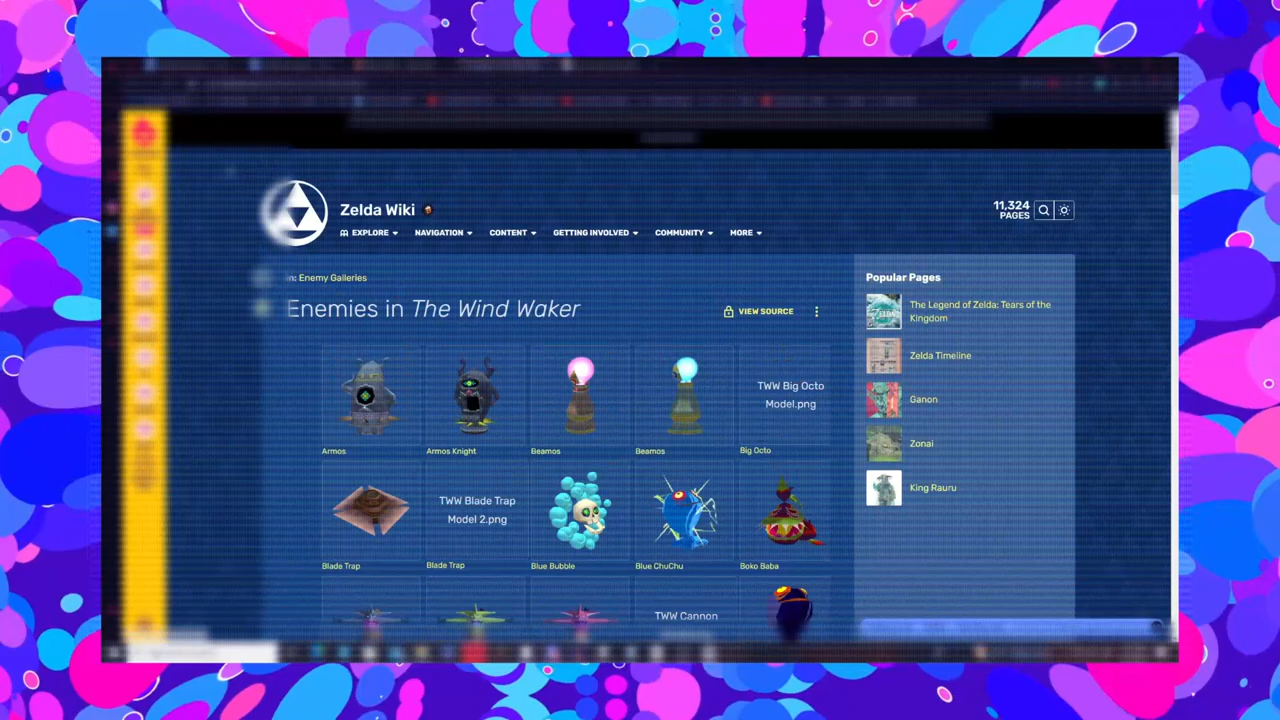 Zelda Wiki
11,324
PAGES
EXPLORE
NAVIGATION
CONTENT
GETTING INVOLVED
COMMUNITY
MORE
in: Enemy Galleries
Enemies in The Wind Waker
VIEW SOURCE
TWW Big Octo
Model.png
Armos
Armos Knight
Beamos
Beamos
Big Octo
TWW Blade Trap
Model 2.png
Blade Trap
Blade Trap
Blue Bubble
Blue ChuChu
Boko Baba
TWW Cannon
Popular Pages
The Legend of Zelda: Tears of the
Kingdom
Zelda Timeline
Ganon
Zonai
King Rauru